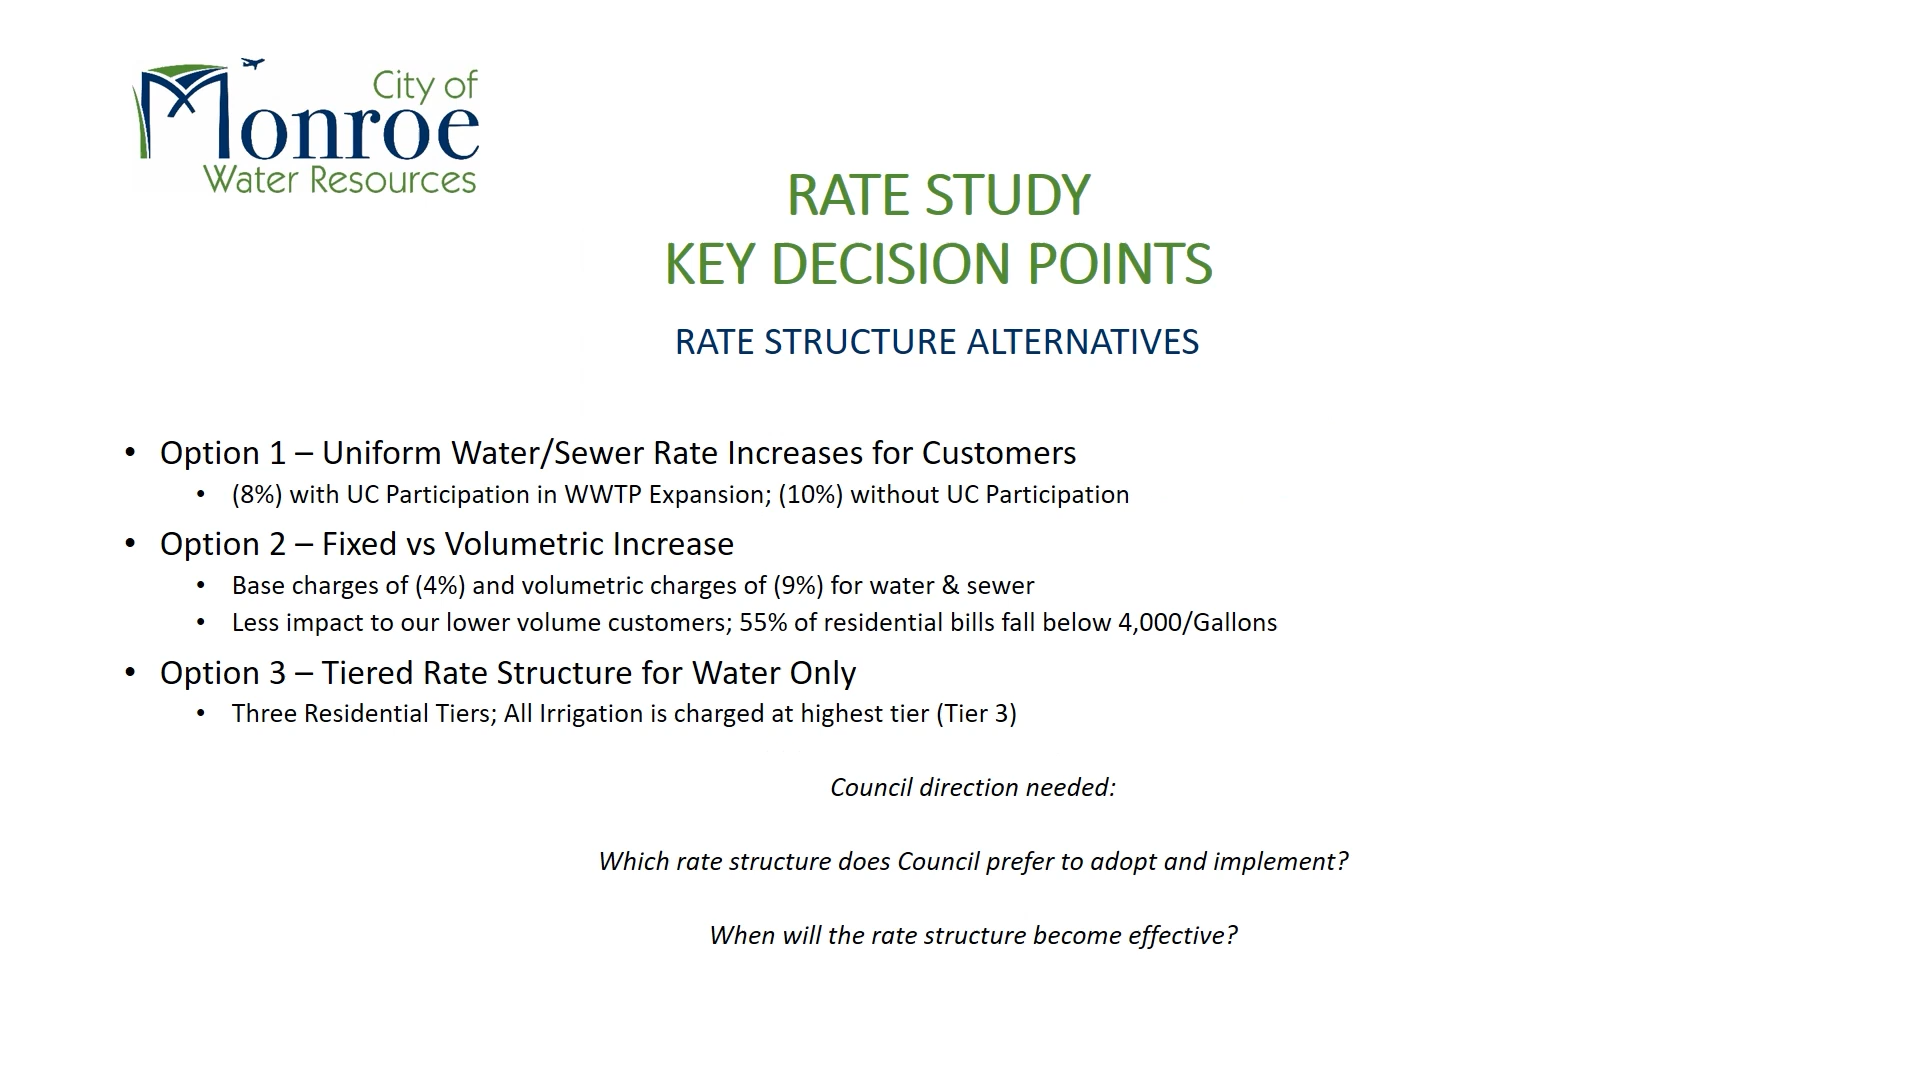 City of
Monroe
Water Resources
RATE STUDY
KEY DECISION POINTS
RATE STRUCTURE ALTERNATIVES
• Option 1 – Uniform Water/Sewer Rate Increases for Customers
• (8%) with UC Participation in WWTP Expansion; (10%) without UC Participation
• Option 2 – Fixed vs Volumetric Increase
• Base charges of (4%) and volumetric charges of (9%) for water & sewer
• Less impact to our lower volume customers; 55% of residential bills fall below 4,000/Gallons
• Option 3 – Tiered Rate Structure for Water Only
• Three Residential Tiers; All Irrigation is charged at highest tier (Tier 3)
Council direction needed:
Which rate structure does Council prefer to adopt and implement?
When will the rate structure become effective?